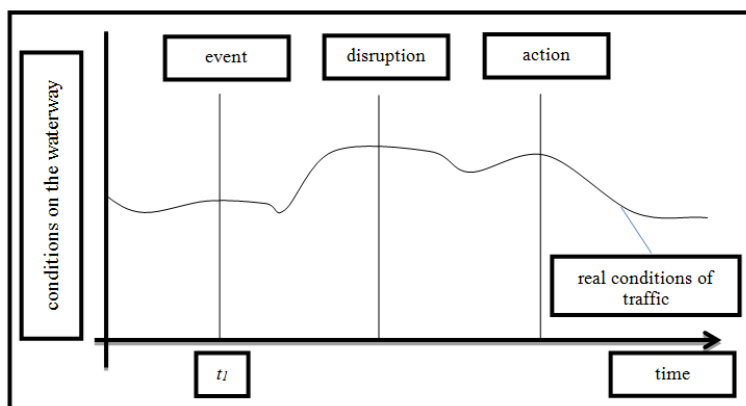 event
disruption
action
conditions on the waterway
real conditions of
traffic
t1
time